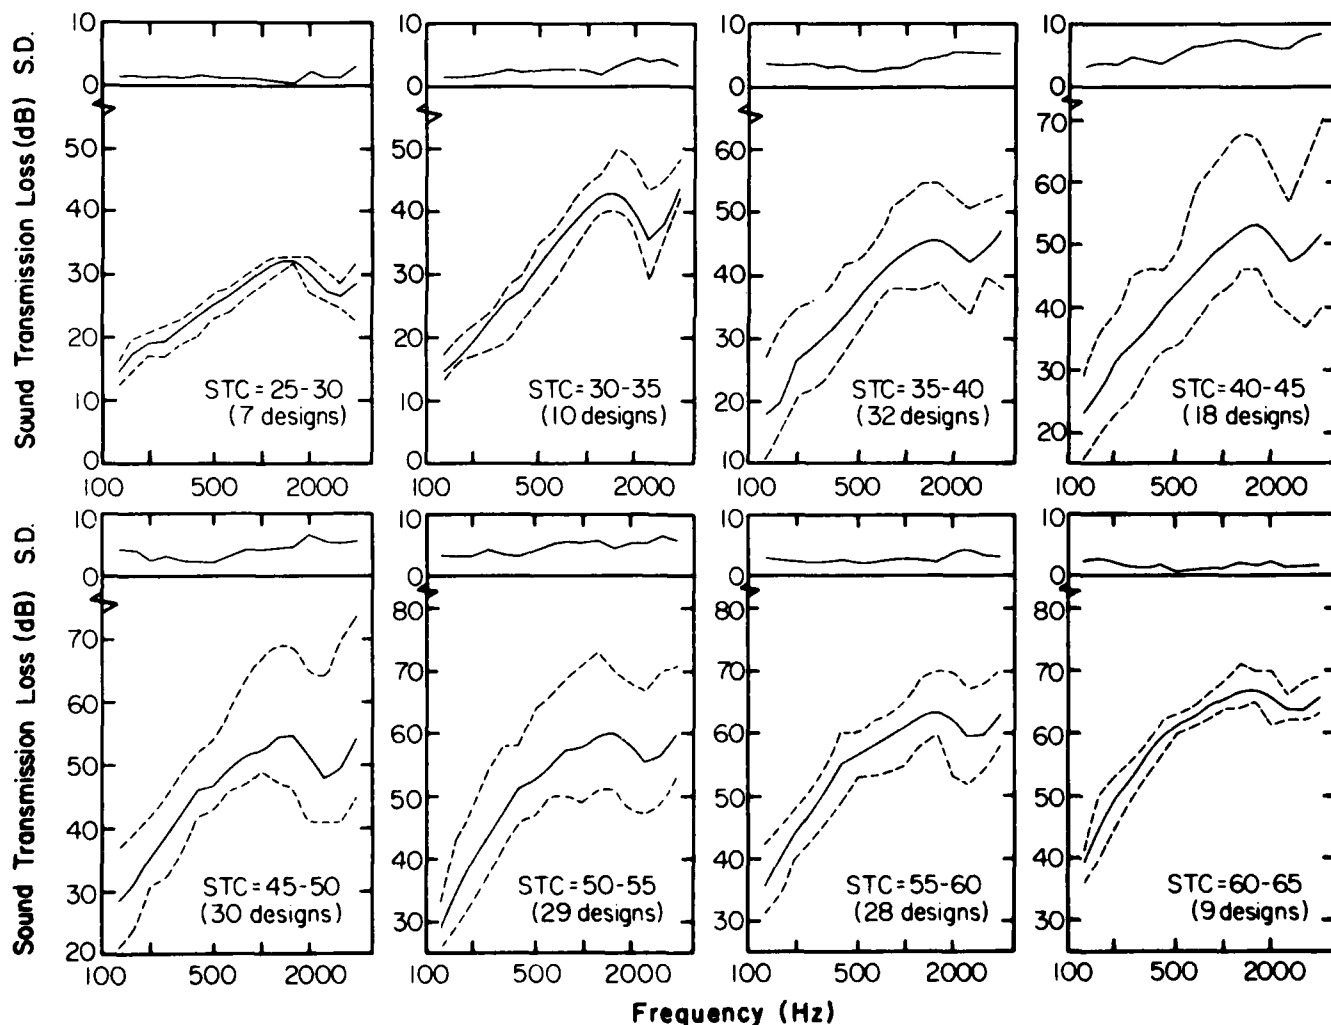 Sound Transmission Loss (dB) S.D.
10
0
50
40
30
20
10
0
STC = 25-30
(7 designs)
100 500 2000
10
0
50
40
30
20
10
0
STC = 30-35
(10 designs)
100 500 2000
10
0
60
50
40
30
20
10
STC = 35-40
(32 designs)
100 500 2000
10
0
70
60
50
40
30
20
STC = 40-45
(18 designs)
100 500 2000
Sound Transmission Loss (dB) S.D.
10
0
70
60
50
40
30
20
STC = 45-50
(30 designs)
100 500 2000
10
0
80
70
60
50
40
30
STC = 50-55
(29 designs)
100 500 2000
10
0
80
70
60
50
40
30
STC = 55-60
(28 designs)
100 500 2000
10
0
80
70
60
50
40
30
STC = 60-65
(9 designs)
100 500 2000
Frequency (Hz)